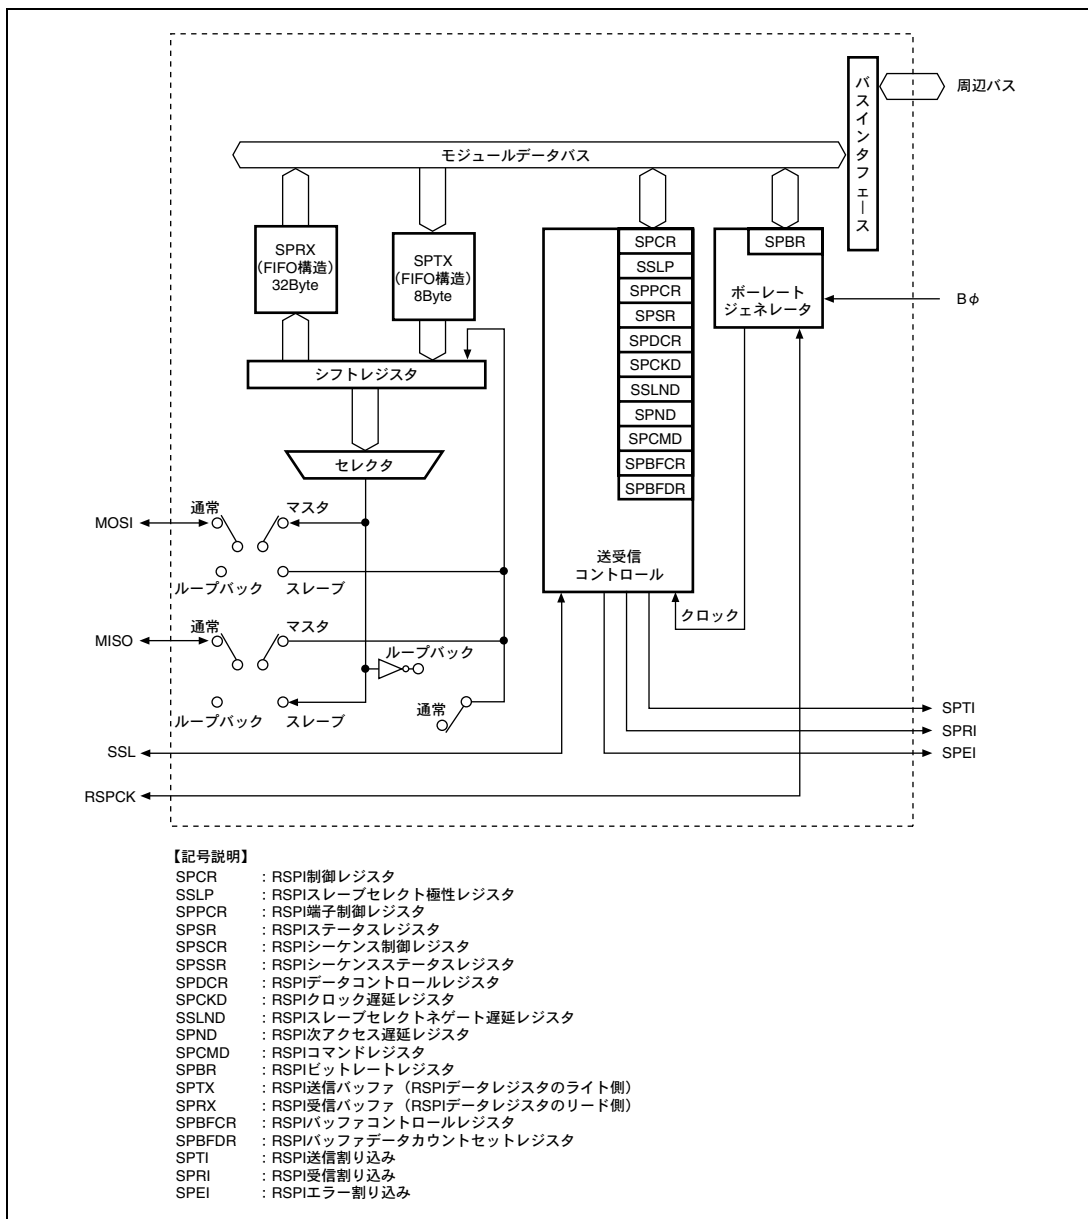 バスインタフェース
周辺バス
モジュールデータバス
SPRX
（FIFO構造）
32Byte
SPTX
（FIFO構造）
8Byte
SPCR
SSLP
SPPCR
SPSR
SPDCR
SPCKD
SSLND
SPND
SPCMD
SPBFCR
SPBFDR
送受信
コントロール
SPBR
ボーレート
ジェネレータ
Bφ
シフトレジスタ
セレクタ
クロック
MOSI
通常
マスタ
ループバック
スレーブ
MISO
通常
マスタ
ループバック
スレーブ
ループバック
通常
SSL
RSPCK
SPTI
SPRI
SPEI
【記号説明】
SPCR : RSPI制御レジスタ
SSLP : RSPIスレーブセレクト極性レジスタ
SPPCR : RSPI端子制御レジスタ
SPSR : RSPIステータスレジスタ
SPSCR : RSPIシーケンス制御レジスタ
SPSSR : RSPIシーケンスステータスレジスタ
SPDCR : RSPIデータコントロールレジスタ
SPCKD : RSPIクロック遅延レジスタ
SSLND : RSPIスレーブセレクトネゲート遅延レジスタ
SPND : RSPI次アクセス遅延レジスタ
SPCMD : RSPIコマンドレジスタ
SPBR : RSPIビットレートレジスタ
SPTX : RSPI送信バッファ（RSPIデータレジスタのライト側）
SPRX : RSPI受信バッファ（RSPIデータレジスタのリード側）
SPBFCR : RSPIバッファコントロールレジスタ
SPBFDR : RSPIバッファデータカウントセットレジスタ
SPTI : RSPI送信割り込み
SPRI : RSPI受信割り込み
SPEI : RSPIエラー割り込み